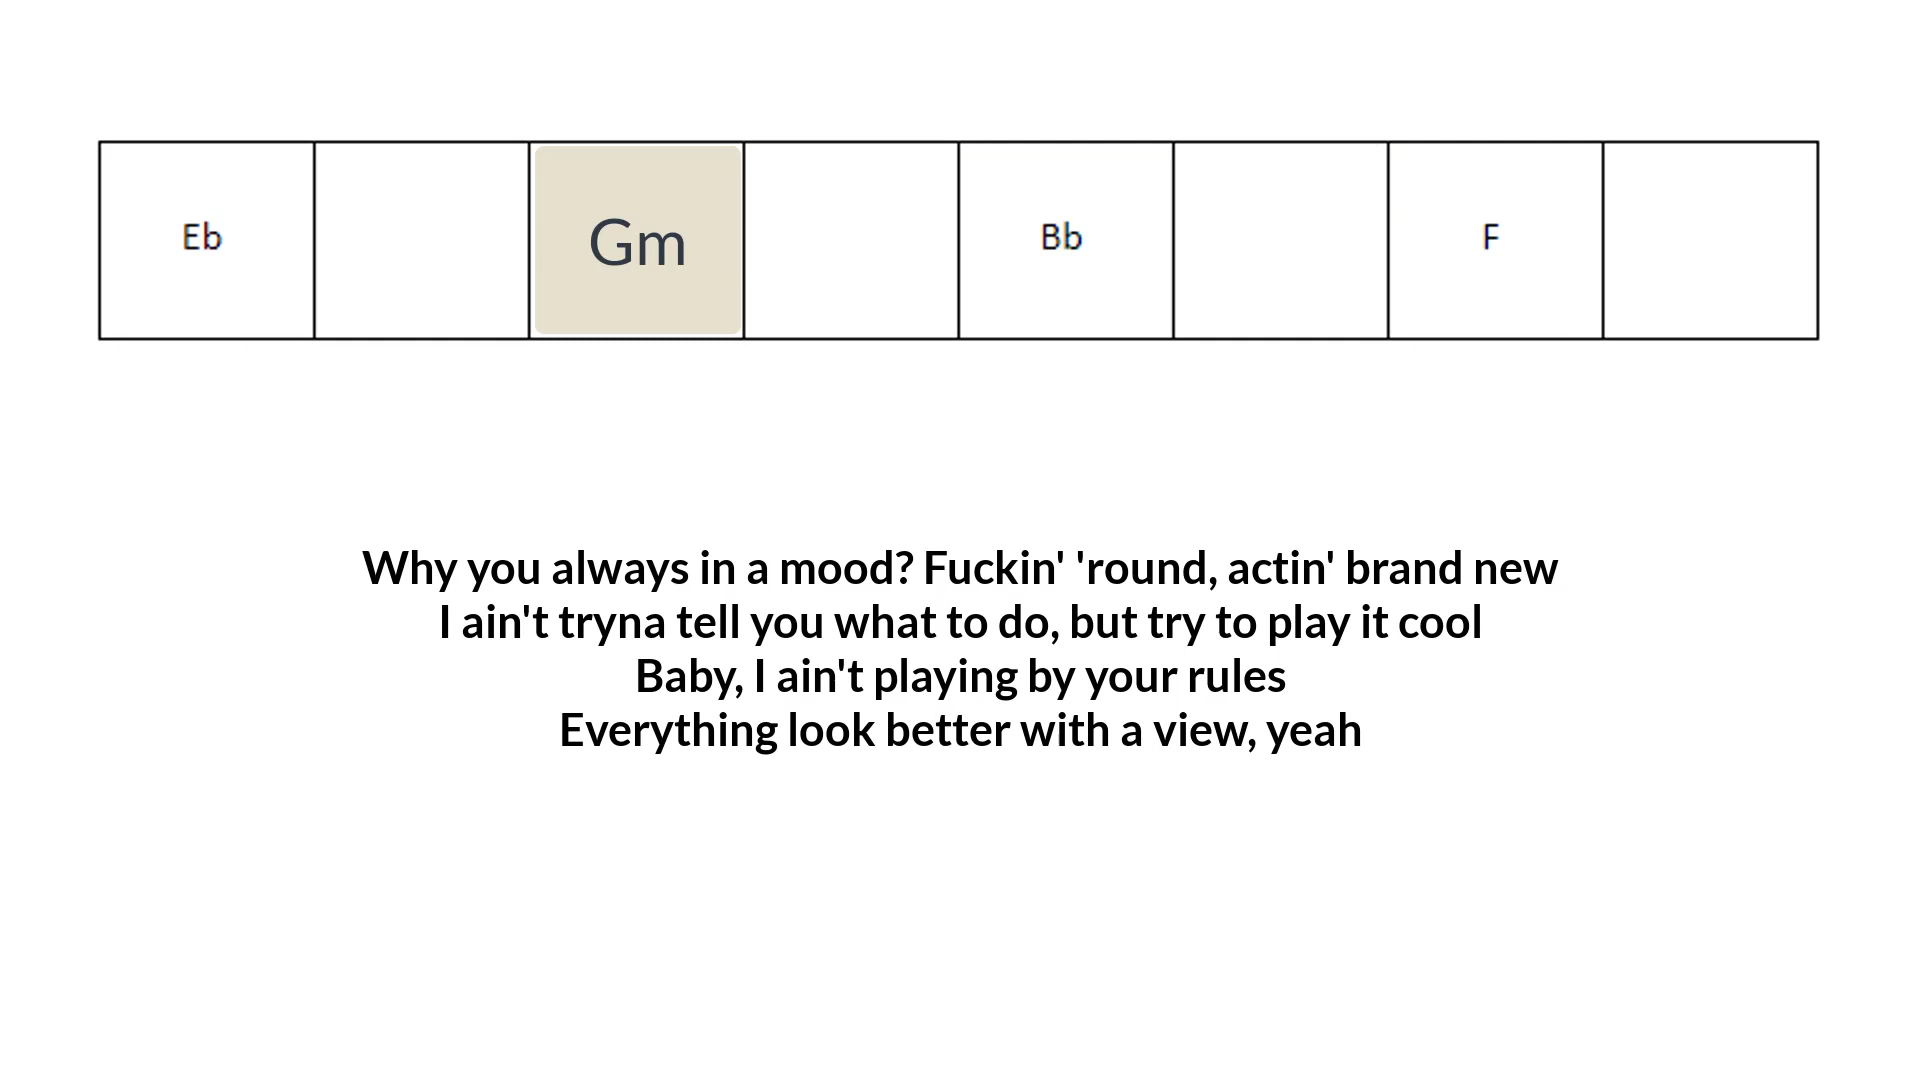 Eb Gm Bb F
Why you always in a mood? Fuckin' 'round, actin' brand new
I ain't tryna tell you what to do, but try to play it cool
Baby, I ain't playing by your rules
Everything look better with a view, yeah